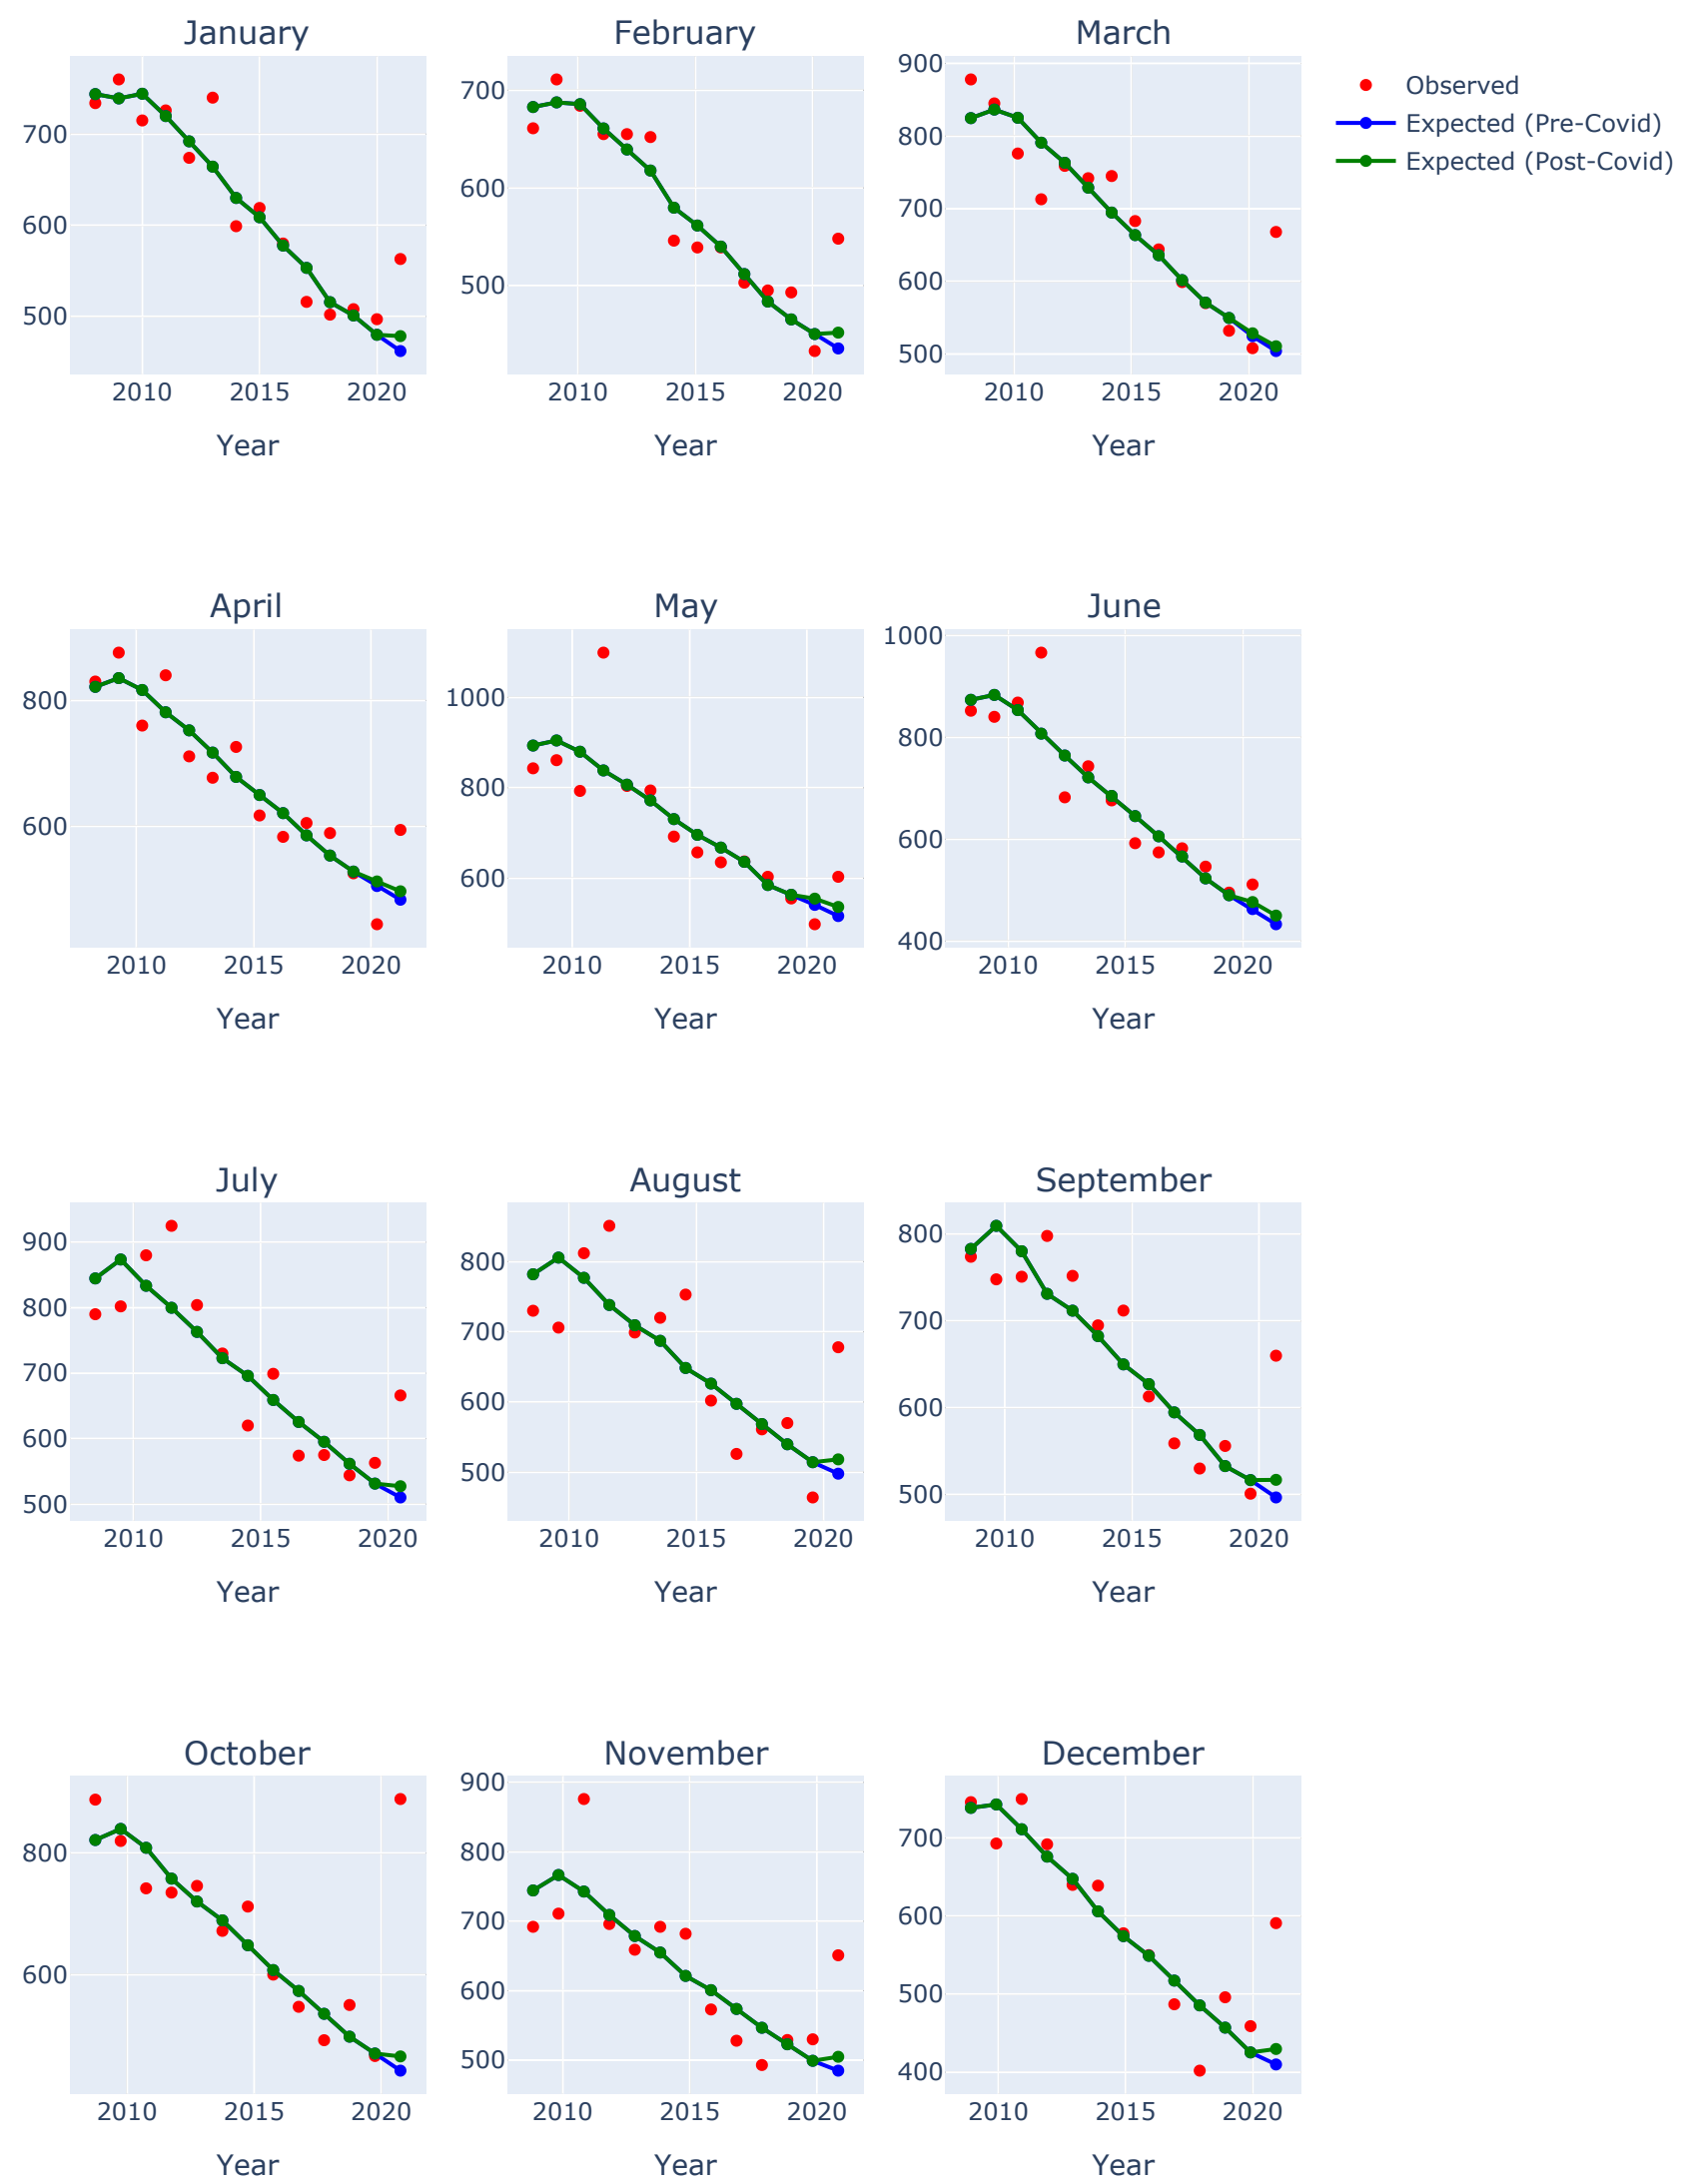 January
February
March
700
600
500
2010
2015
2020
Year
700
600
500
2010
2015
2020
Year
900
800
700
600
500
2010
2015
2020
Year
Observed
Expected (Pre-Covid)
Expected (Post-Covid)
April
May
June
800
600
2010
2015
2020
Year
1000
800
600
2010
2015
2020
Year
1000
800
600
400
2010
2015
2020
Year
July
August
September
900
800
700
600
500
2010
2015
2020
Year
800
700
600
500
2010
2015
2020
Year
800
700
600
500
2010
2015
2020
Year
October
November
December
800
600
2010
2015
2020
Year
900
800
700
600
500
2010
2015
2020
Year
700
600
500
400
2010
2015
2020
Year